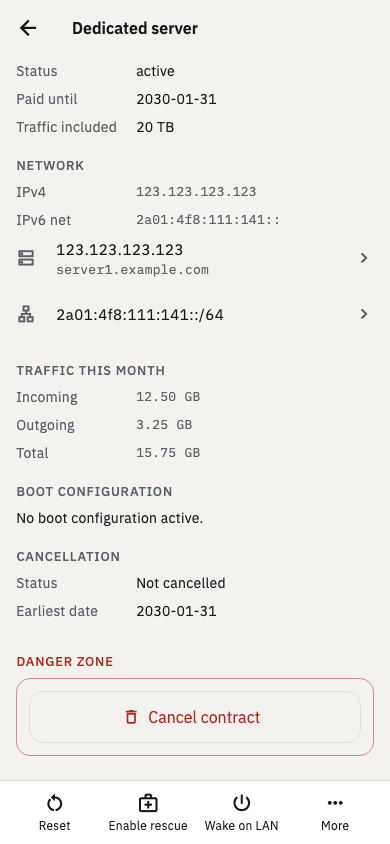 Dedicated server
Status active
Paid until 2030-01-31
Traffic included 20 TB
NETWORK
IPv4 123.123.123.123
IPv6 net 2a01:4f8:111:141::
123.123.123.123
server1.example.com
2a01:4f8:111:141::/64
TRAFFIC THIS MONTH
Incoming 12.50 GB
Outgoing 3.25 GB
Total 15.75 GB
BOOT CONFIGURATION
No boot configuration active.
CANCELLATION
Status Not cancelled
Earliest date 2030-01-31
DANGER ZONE
Cancel contract
Reset Enable rescue Wake on LAN More